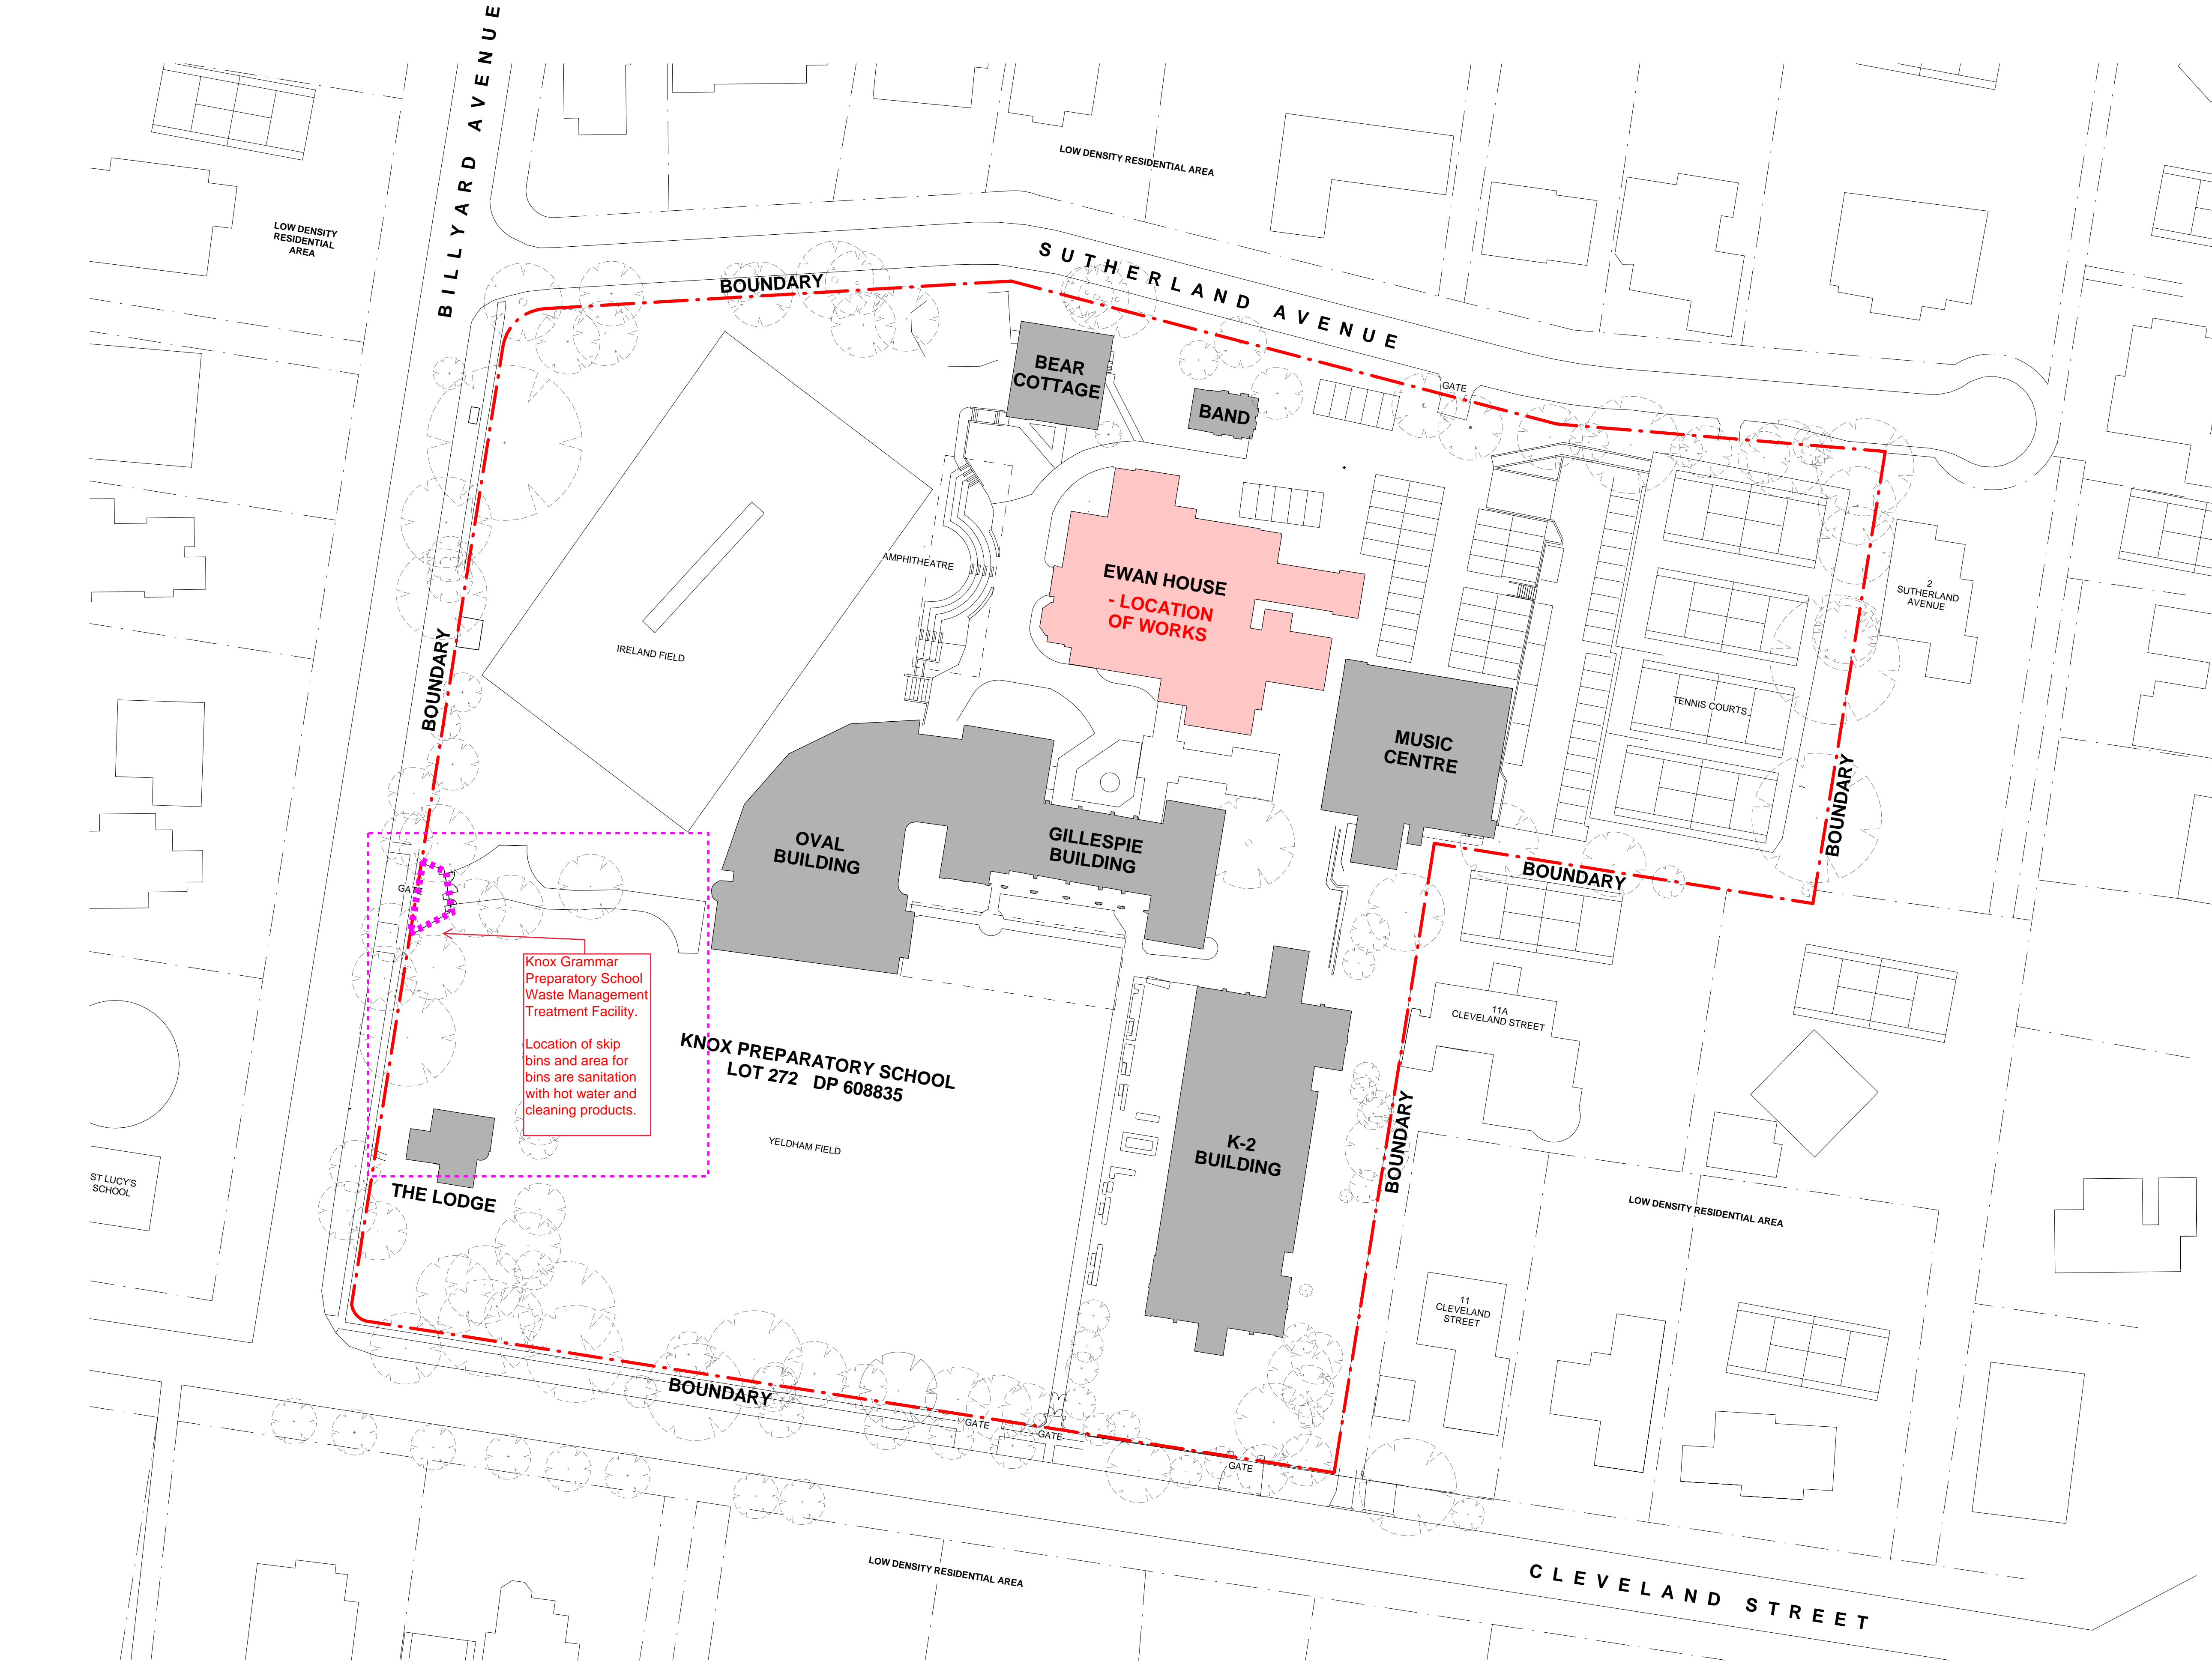 BILLYARD AVENUE
LOW DENSITY RESIDENTIAL AREA
LOW DENSITY
RESIDENTIAL
AREA
SUTHERLAND AVENUE
BOUNDARY
BEAR
COTTAGE
BAND
GATE
AMPHITHEATRE
EWAN HOUSE
- LOCATION
OF WORKS
2
SUTHERLAND
AVENUE
IRELAND FIELD
BOUNDARY
TENNIS COURTS
MUSIC
CENTRE
BOUNDARY
OVAL
BUILDING
GILLESPIE
BUILDING
BOUNDARY
GATE
Knox Grammar
Preparatory School
Waste Management
Treatment Facility.
Location of skip
bins and area for
bins are sanitation
with hot water and
cleaning products.
11A
CLEVELAND STREET
KNOX PREPARATORY SCHOOL
LOT 272 DP 608835
YELDHAM FIELD
K-2
BUILDING
BOUNDARY
ST LUCY'S
SCHOOL
THE LODGE
LOW DENSITY RESIDENTIAL AREA
11
CLEVELAND
STREET
BOUNDARY
GATE
GATE
GATE
LOW DENSITY RESIDENTIAL AREA
CLEVELAND STREET